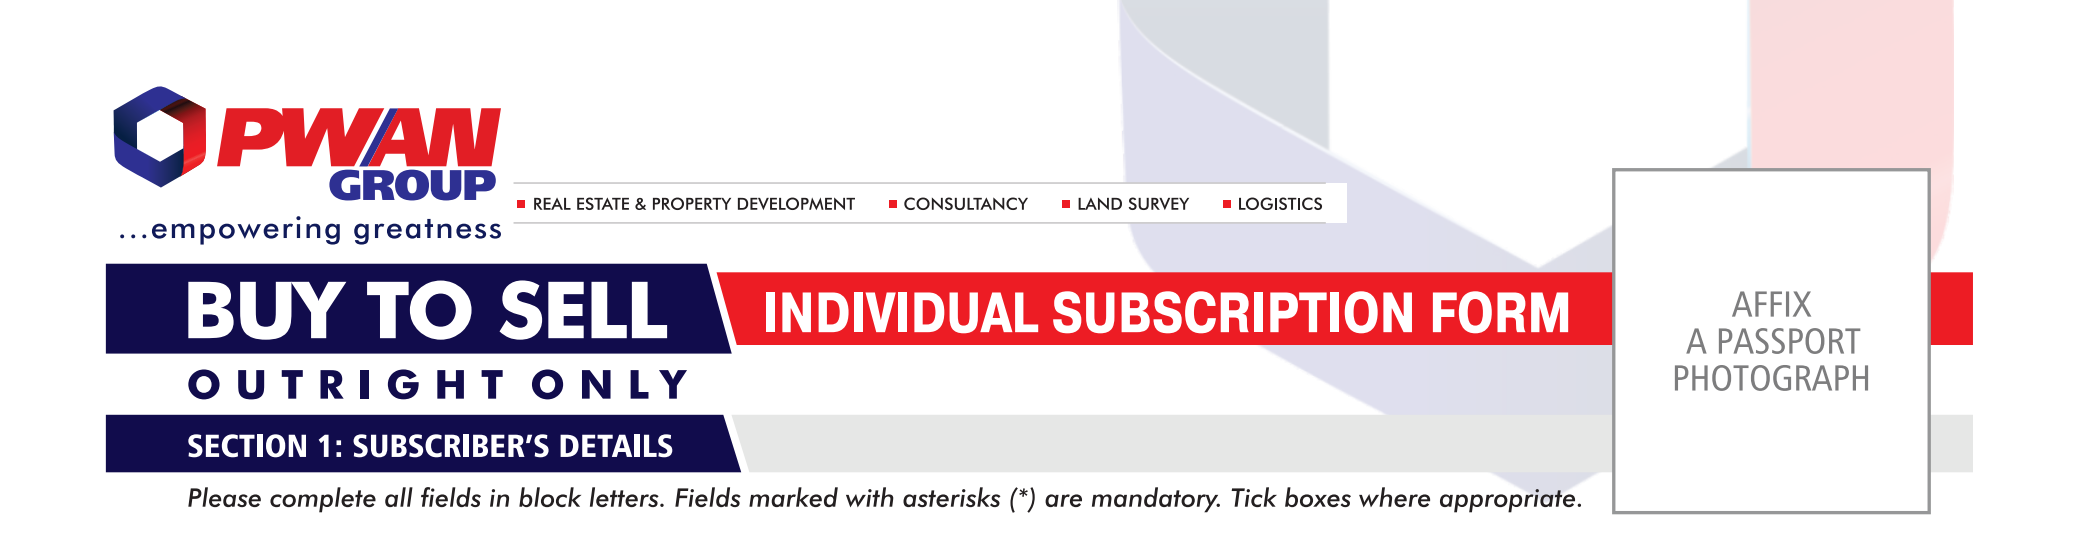 PWAN
GROUP
...empowering greatness
REAL ESTATE & PROPERTY DEVELOPMENT CONSULTANCY LAND SURVEY LOGISTICS
BUY TO SELL
INDIVIDUAL SUBSCRIPTION FORM
OUTRIGHT ONLY
AFFIX
A PASSPORT
PHOTOGRAPH
SECTION 1: SUBSCRIBER’S DETAILS
Please complete all fields in block letters. Fields marked with asterisks (*) are mandatory. Tick boxes where appropriate.